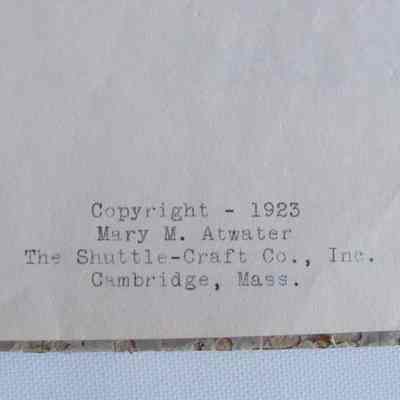 Copyright - 1923
Mary M. Atwater
The Shuttle-Craft Co., Inc.
Cambridge, Mass.